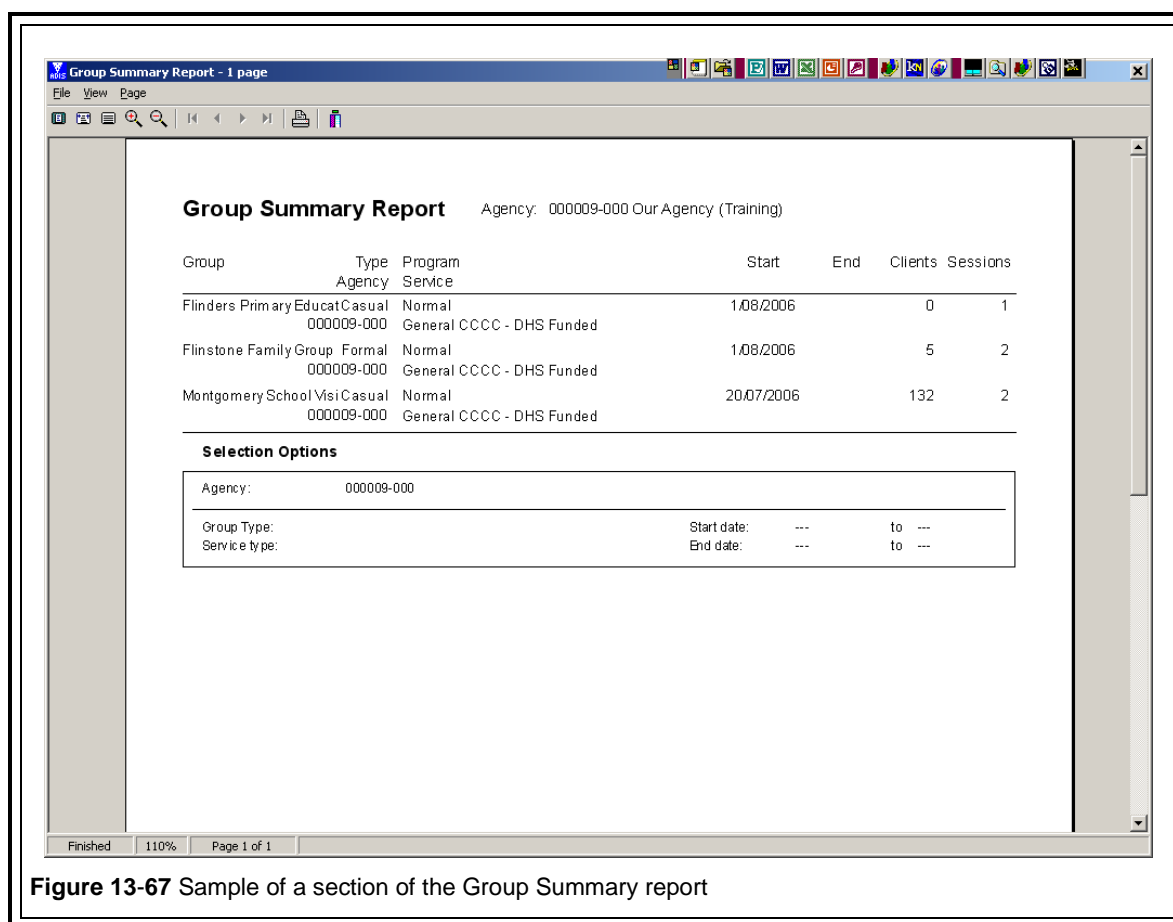 Group Summary Report - 1 page
File View Page
Group Summary Report Agency: 000009-000 Our Agency (Training)
Group Type Program Start End Clients Sessions
Agency Service
Flinders Primary Educat Casual Normal 1/08/2006 0 1
000009-000 General CCCC - DHS Funded
Flinstone Family Group Formal Normal 1/08/2006 5 2
000009-000 General CCCC - DHS Funded
Montgomery School Visi Casual Normal 20/07/2006 132 2
000009-000 General CCCC - DHS Funded
Selection Options
Agency: 000009-000
Group Type: Start date: --- to ---
Service type: End date: --- to ---
Finished 110% Page 1 of 1
Figure 13-67 Sample of a section of the Group Summary report